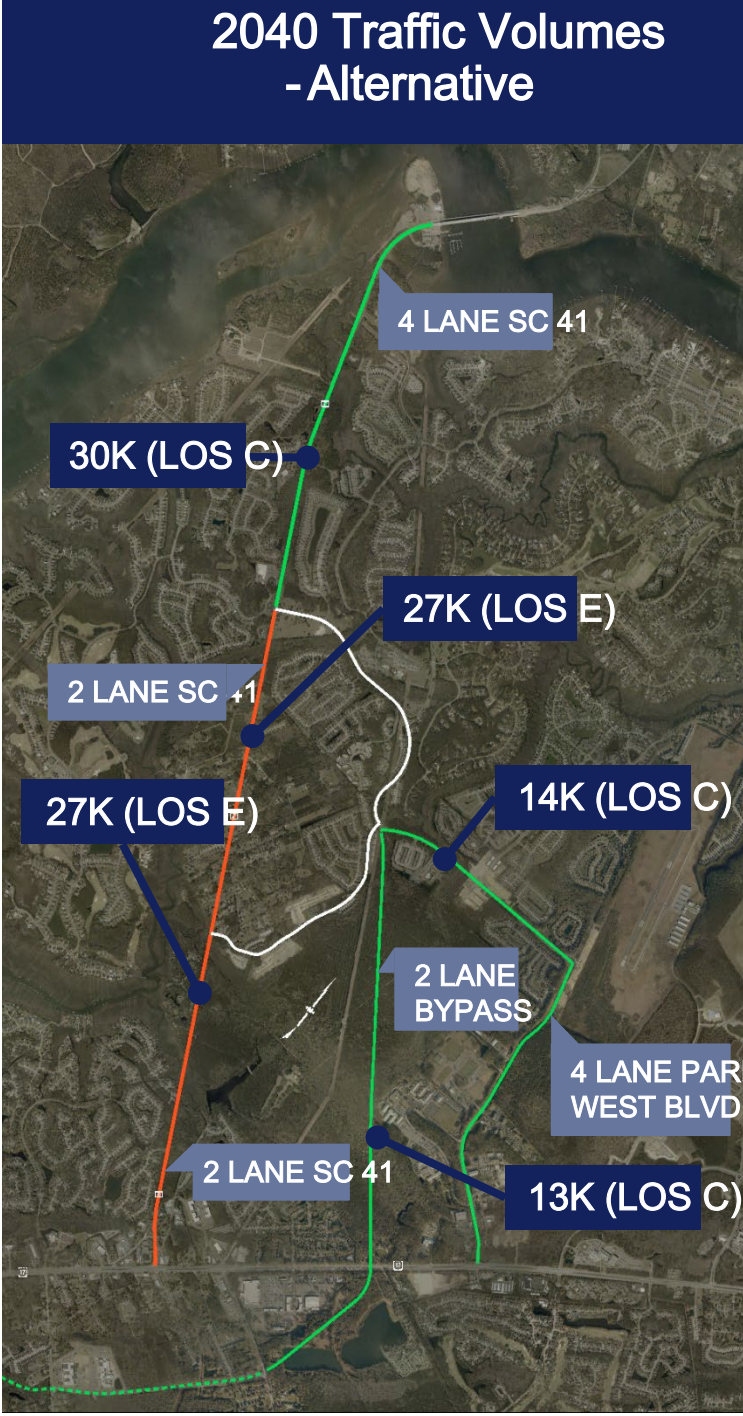 2040 Traffic Volumes
- Alternative
4 LANE SC 41
30K (LOS C)
27K (LOS E)
2 LANE SC 41
14K (LOS C)
27K (LOS E)
2 LANE
BYPASS
4 LANE PAR
WEST BLVD
2 LANE SC 41
13K (LOS C)
17